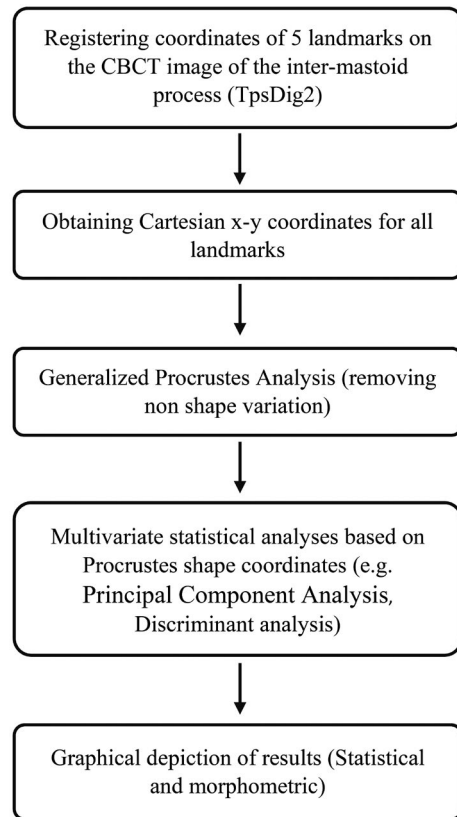 Registering coordinates of 5 landmarks on
the CBCT image of the inter-mastoid
process (TpsDig2)
Obtaining Cartesian x-y coordinates for all
landmarks
Generalized Procrustes Analysis (removing
non shape variation)
Multivariate statistical analyses based on
Procrustes shape coordinates (e.g.
Principal Component Analysis,
Discriminant analysis)
Graphical depiction of results (Statistical
and morphometric)